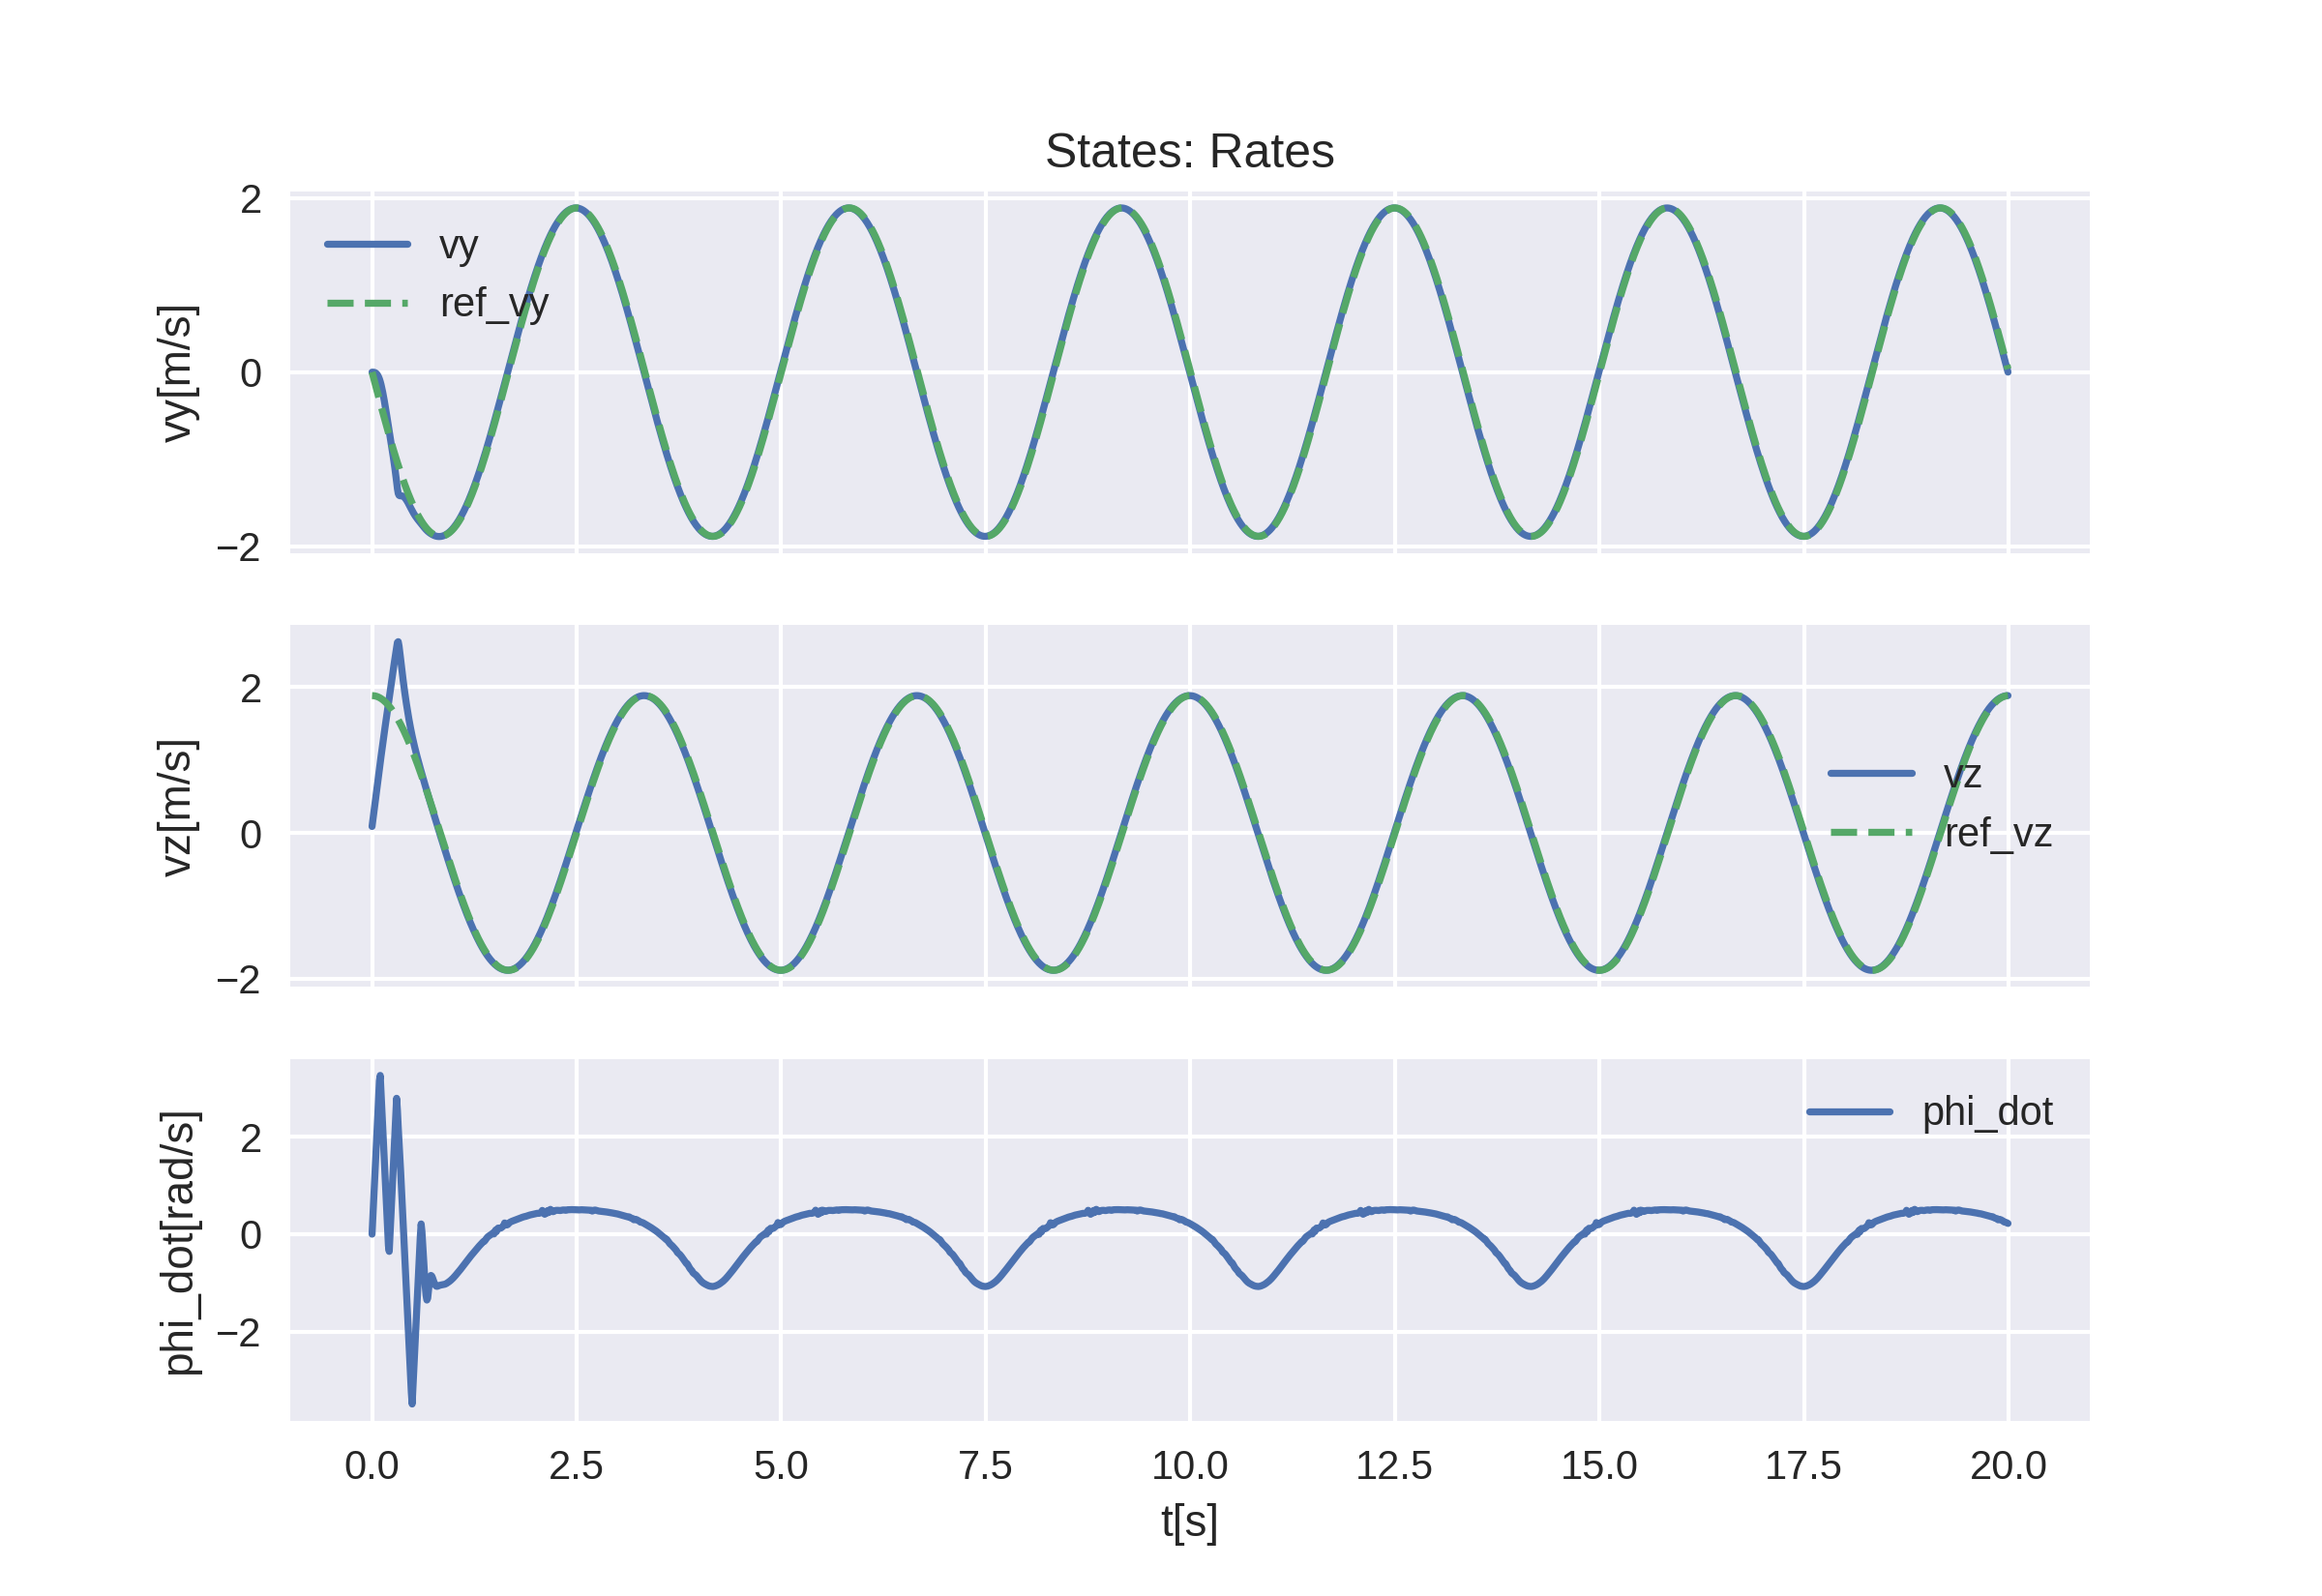 States: Rates
2
0
−2
vy[m/s]
vy
ref_vy
2
0
−2
vz[m/s]
vz
ref_vz
2
0
−2
phi_dot[rad/s]
phi_dot
0.0 2.5 5.0 7.5 10.0 12.5 15.0 17.5 20.0
t[s]